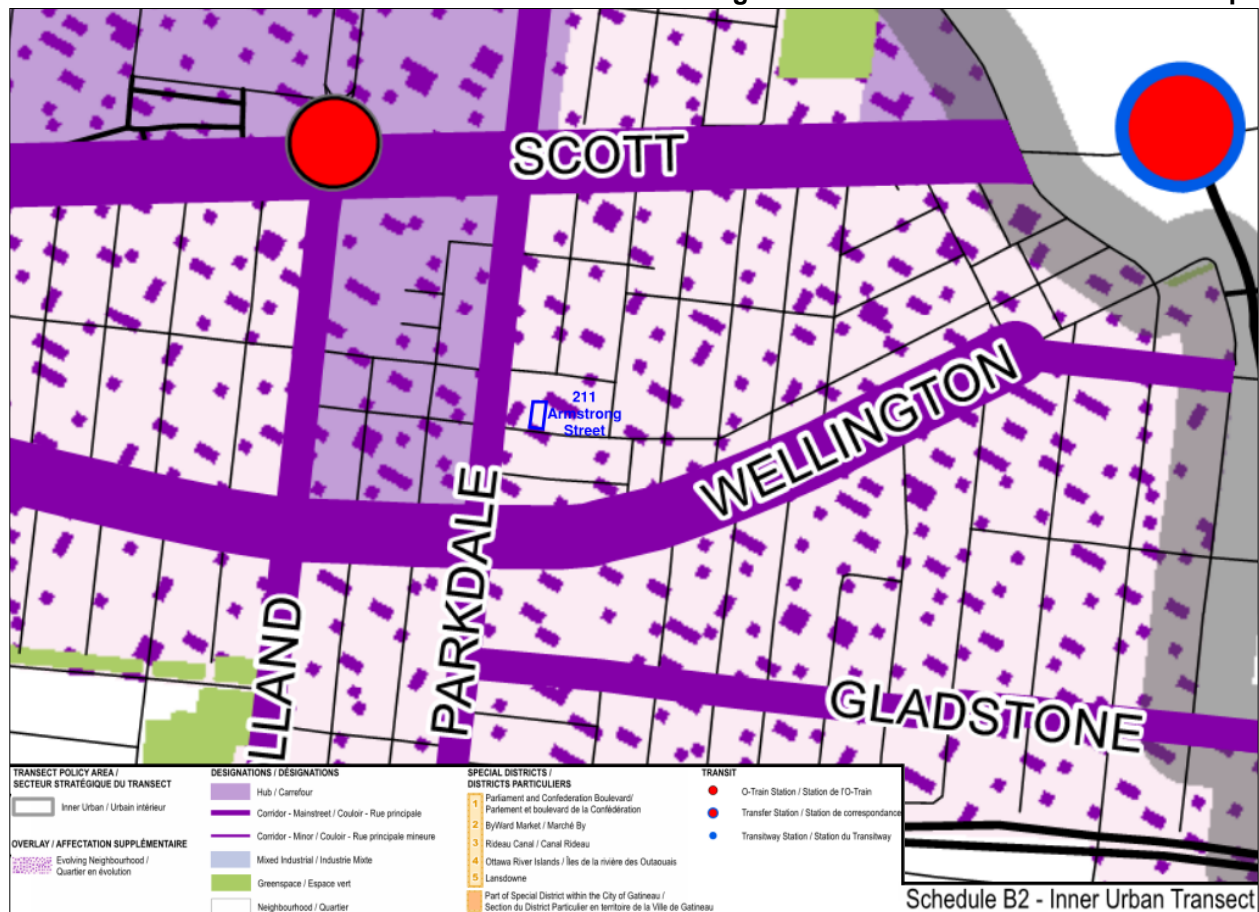 SCOTT
211
Armstrong
Street
WELLINGTON
PARKDALE
LLAND
GLADSTONE
TRANSECT POLICY AREA /
SECTEUR STRATÉGIQUE DU TRANSECT
Inner Urban / Urbain intérieur
OVERLAY / AFFECTATION SUPPLÉMENTAIRE
Evolving Neighbourhood /
Quartier en évolution
DESIGNATIONS / DÉSIGNATIONS
Hub / Carrefour
Corridor - Mainstreet / Couloir - Rue principale
Corridor - Minor / Couloir - Rue principale mineure
Mixed Industrial / Industrie Mixte
Greenspace / Espace vert
Neighbourhood / Quartier
SPECIAL DISTRICTS /
DISTRICTS PARTICULIERS
1 Parliament and Confederation Boulevard/
Parlement et boulevard de la Confédération
2 ByWard Market / Marché By
3 Rideau Canal / Canal Rideau
4 Ottawa River Islands / Îles de la rivière des Outaouais
5 Lansdowne
Part of Special District within the City of Gatineau /
Section du District Particulier en territoire de la Ville de Gatineau
TRANSIT
O-Train Station / Station de l'O-Train
Transfer Station / Station de correspondance
Transitway Station / Station du Transitway
Schedule B2 - Inner Urban Transect